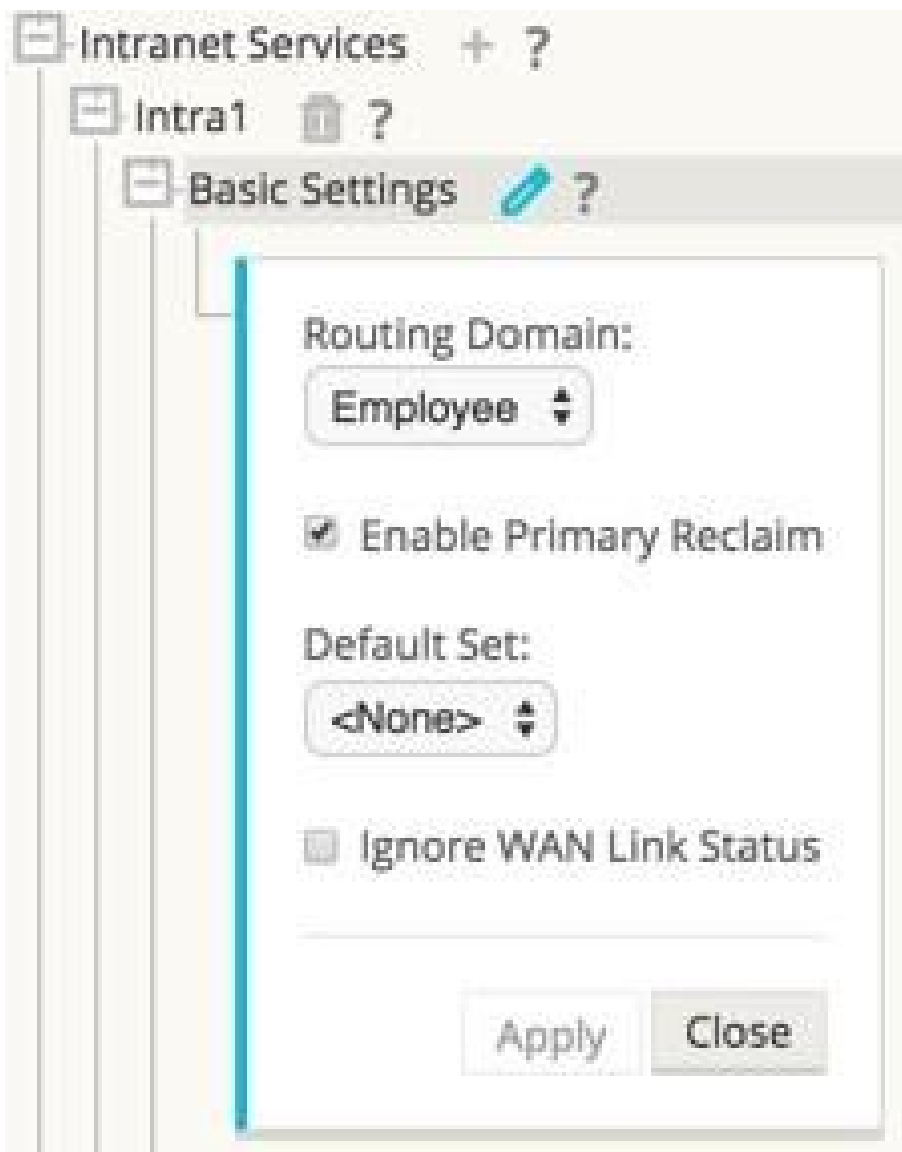 Intranet Services + ?
Intra1 ?
Basic Settings ?
Routing Domain:
Employee
Enable Primary Reclaim
Default Set:
<None>
Ignore WAN Link Status
Apply Close